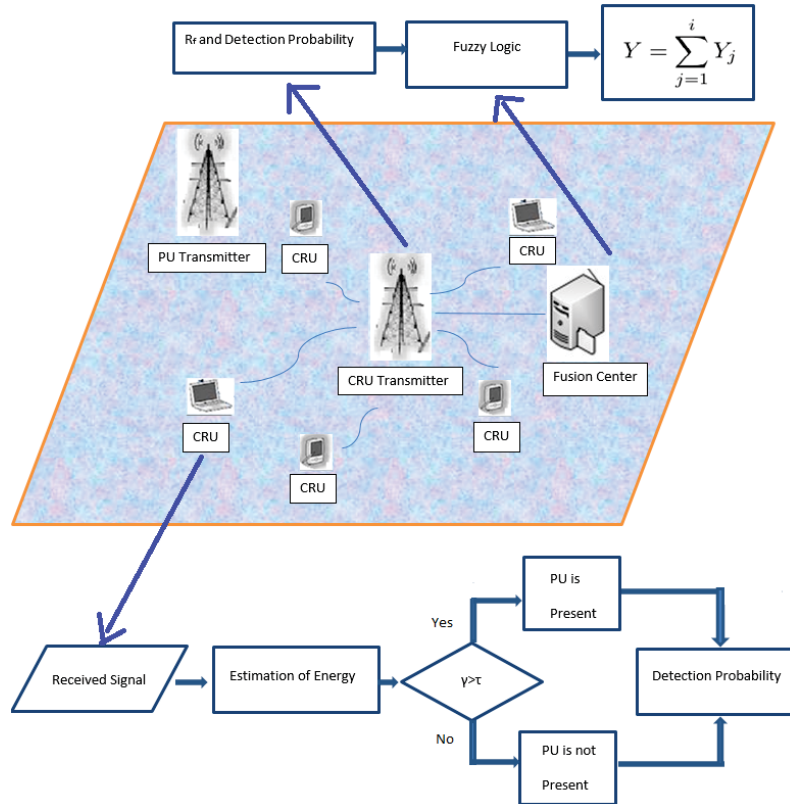 Rf and Detection Probability
Fuzzy Logic
Y = \sum_{j=1}^{i} Y_j
PU Transmitter
CRU
CRU
CRU Transmitter
Fusion Center
CRU
CRU
CRU
PU is
Present
Yes
Received Signal
Estimation of Energy
γ>τ
Detection Probability
No
PU is not
Present